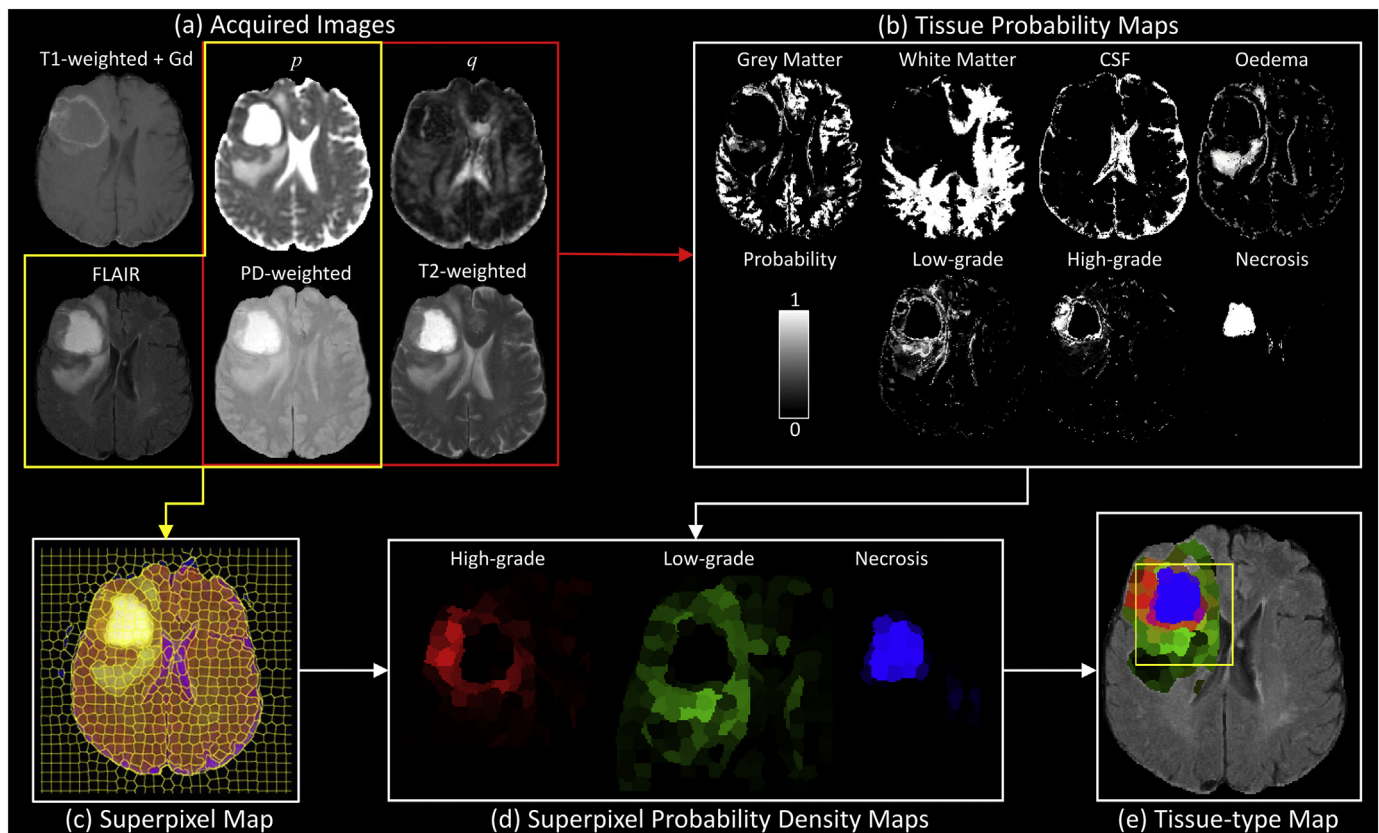 (a) Acquired Images
T1-weighted + Gd
p
q
FLAIR
PD-weighted
T2-weighted
(b) Tissue Probability Maps
Grey Matter
White Matter
CSF
Oedema
Probability
1
0
Low-grade
High-grade
Necrosis
(c) Superpixel Map
High-grade
Low-grade
Necrosis
(d) Superpixel Probability Density Maps
(e) Tissue-type Map